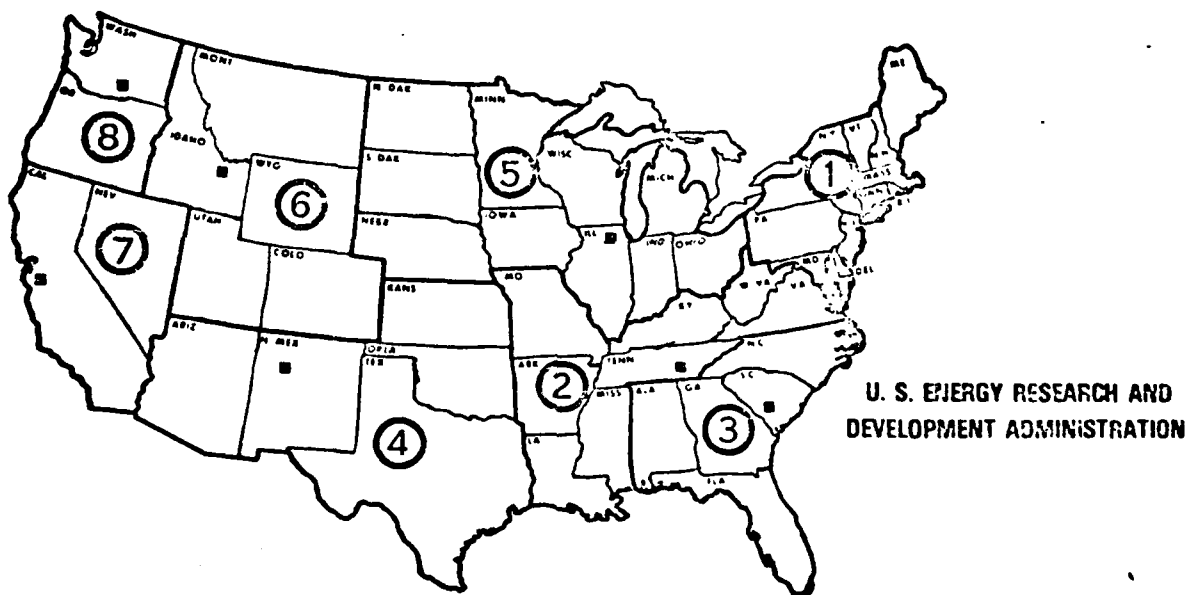 WASH
MONT
N DAK
MINN
ME
8
IDAHO
S DAK
WISC
MICH
N Y
VT
MASS
1
5
WYO
6
CAL
NEV
UTAH
NEBR
IOWA
ILL
IND
OHIO
PA
7
COLO
MO
KANS
KY
W VA
VA
MD
DEL
ARIZ
N MEX
OKLA
TEX
ARK
TENN
NC
2
MISS
ALA
GA
SC
3
4
LA
FLA
U. S. ENERGY RESEARCH AND
DEVELOPMENT ADMINISTRATION